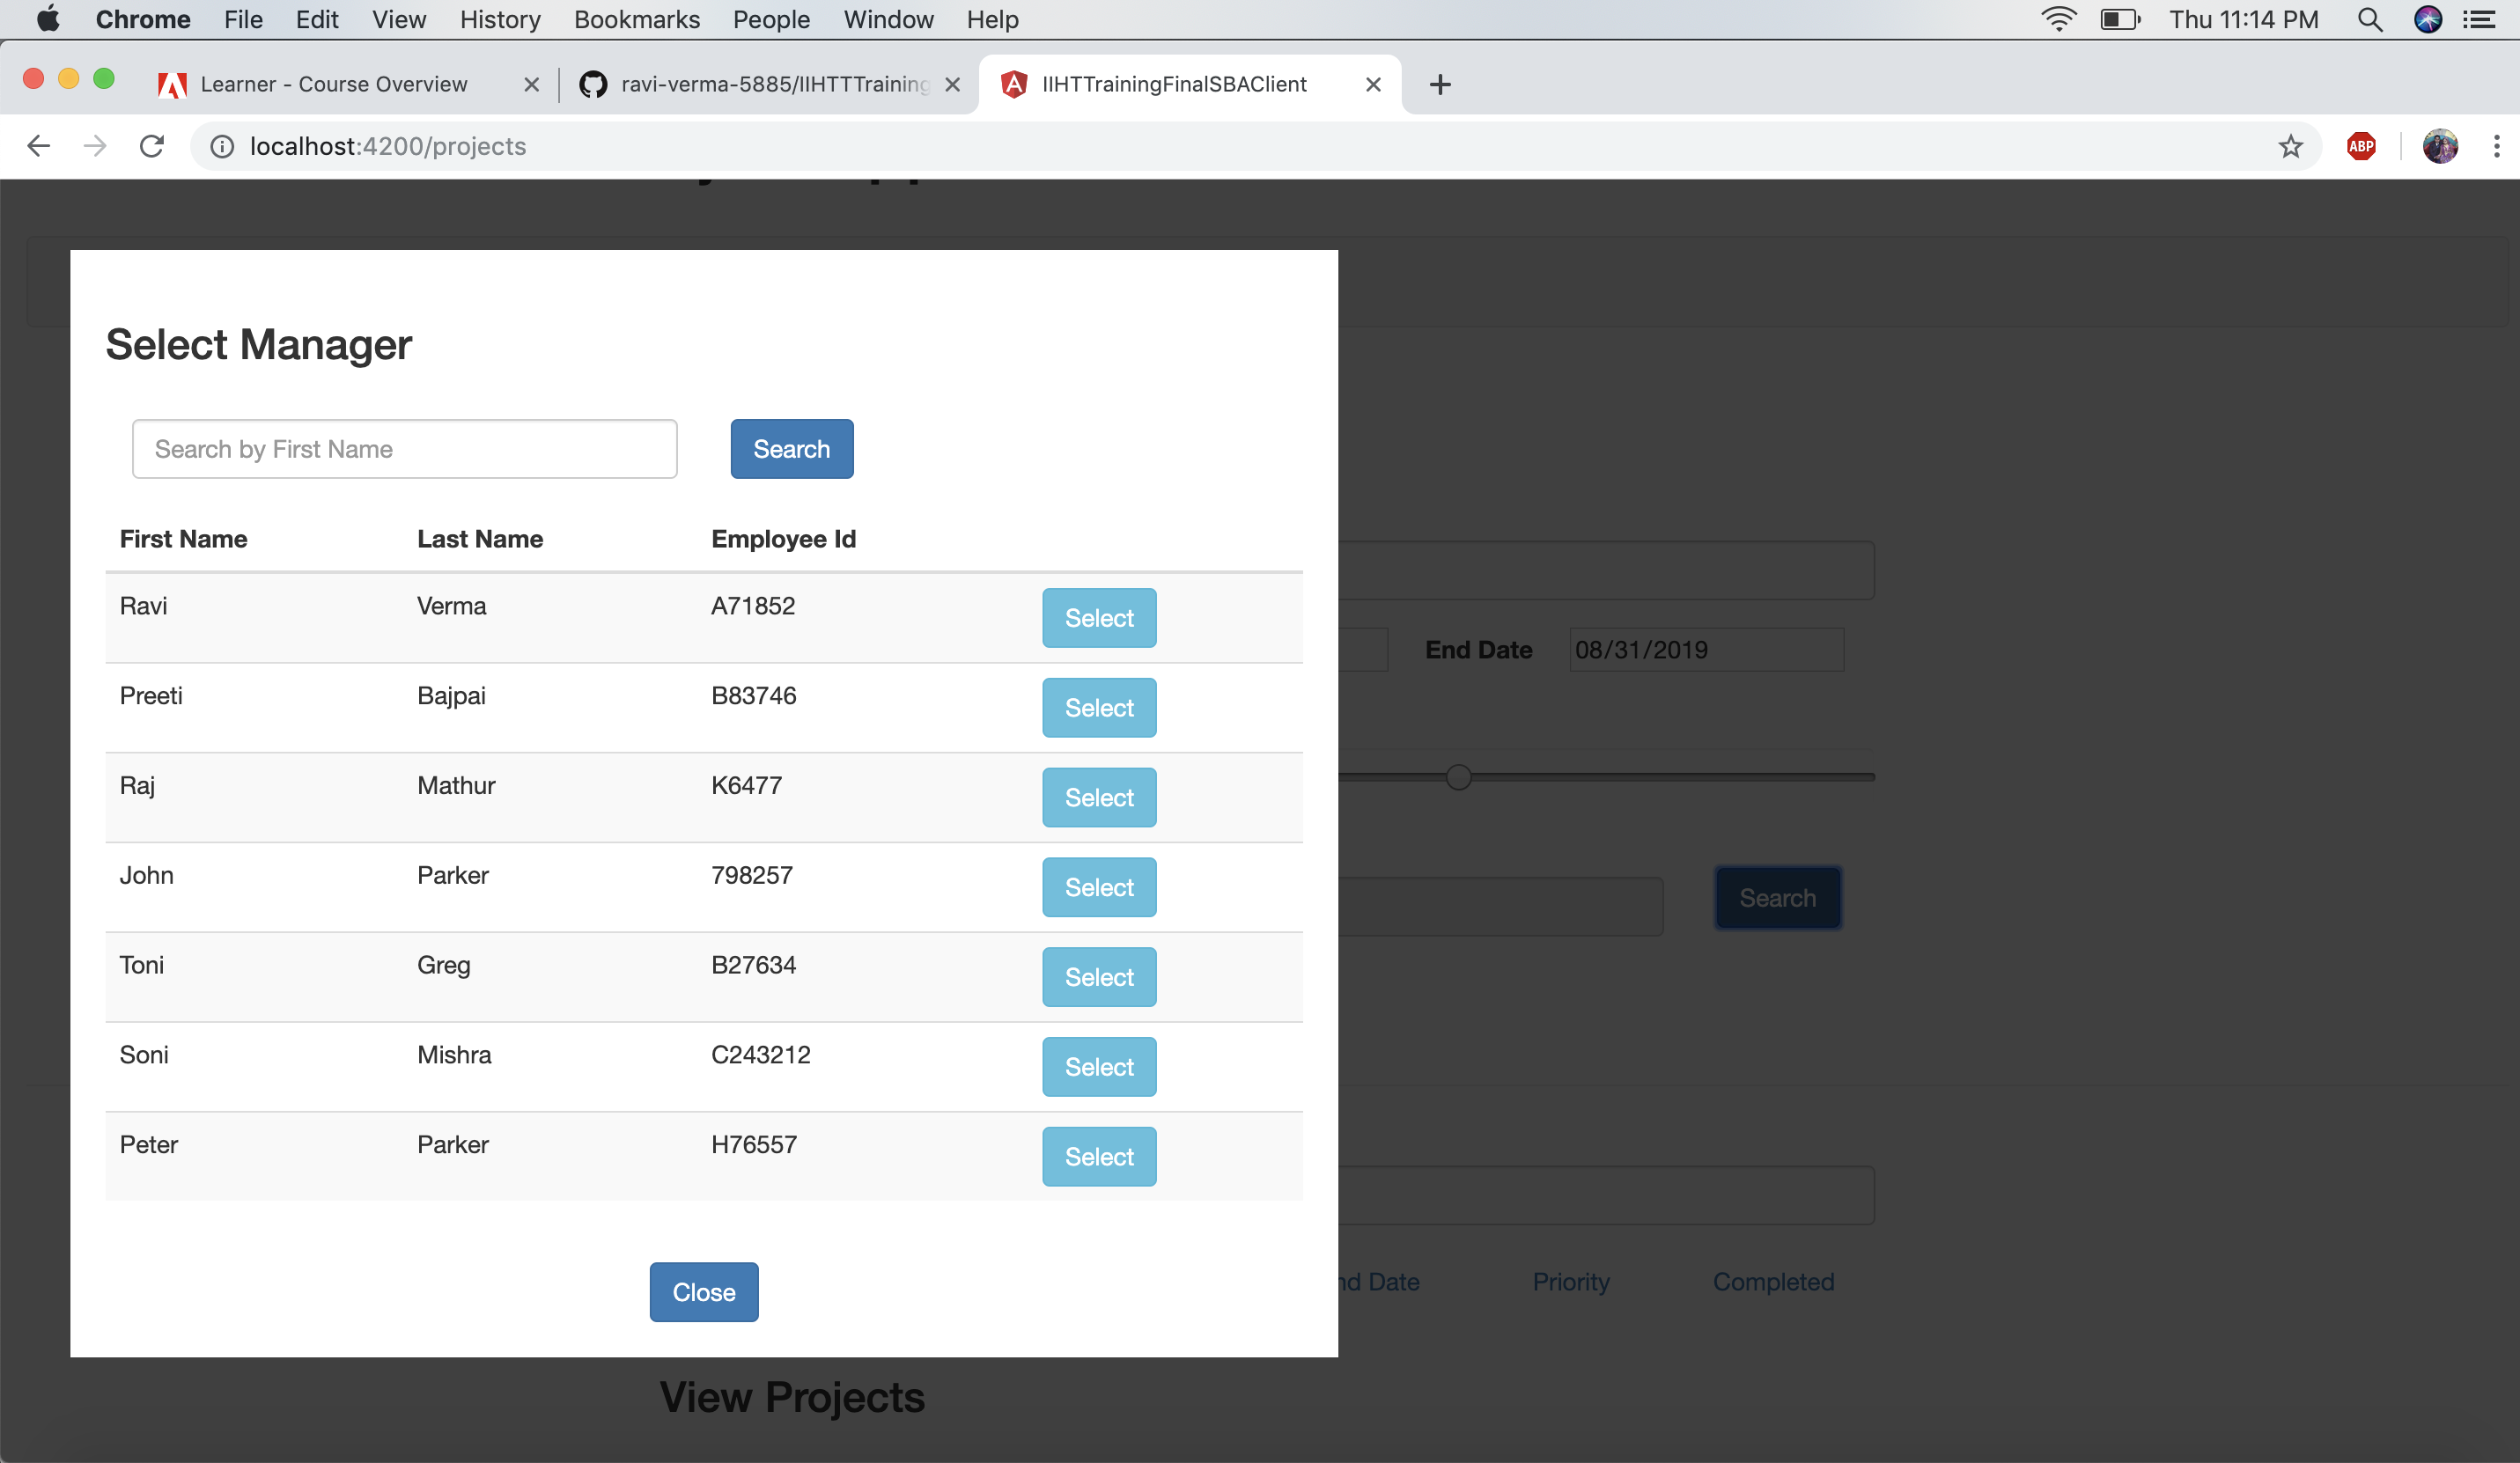 Chrome File Edit View History Bookmarks People Window Help Thu 11:14 PM
Learner - Course Overview ravi-verma-5885/IIHTTTraining IIHTTrainingFinalSBAClient
localhost:4200/projects ABP
Select Manager
Search by First Name Search
First Name Last Name Employee Id
Ravi Verma A71852 Select
End Date 08/31/2019
Preeti Bajpai B83746 Select
Raj Mathur K6477 Select
John Parker 798257 Select
Search
Toni Greg B27634 Select
Soni Mishra C243212 Select
Peter Parker H76557 Select
Close
nd Date Priority Completed
View Projects